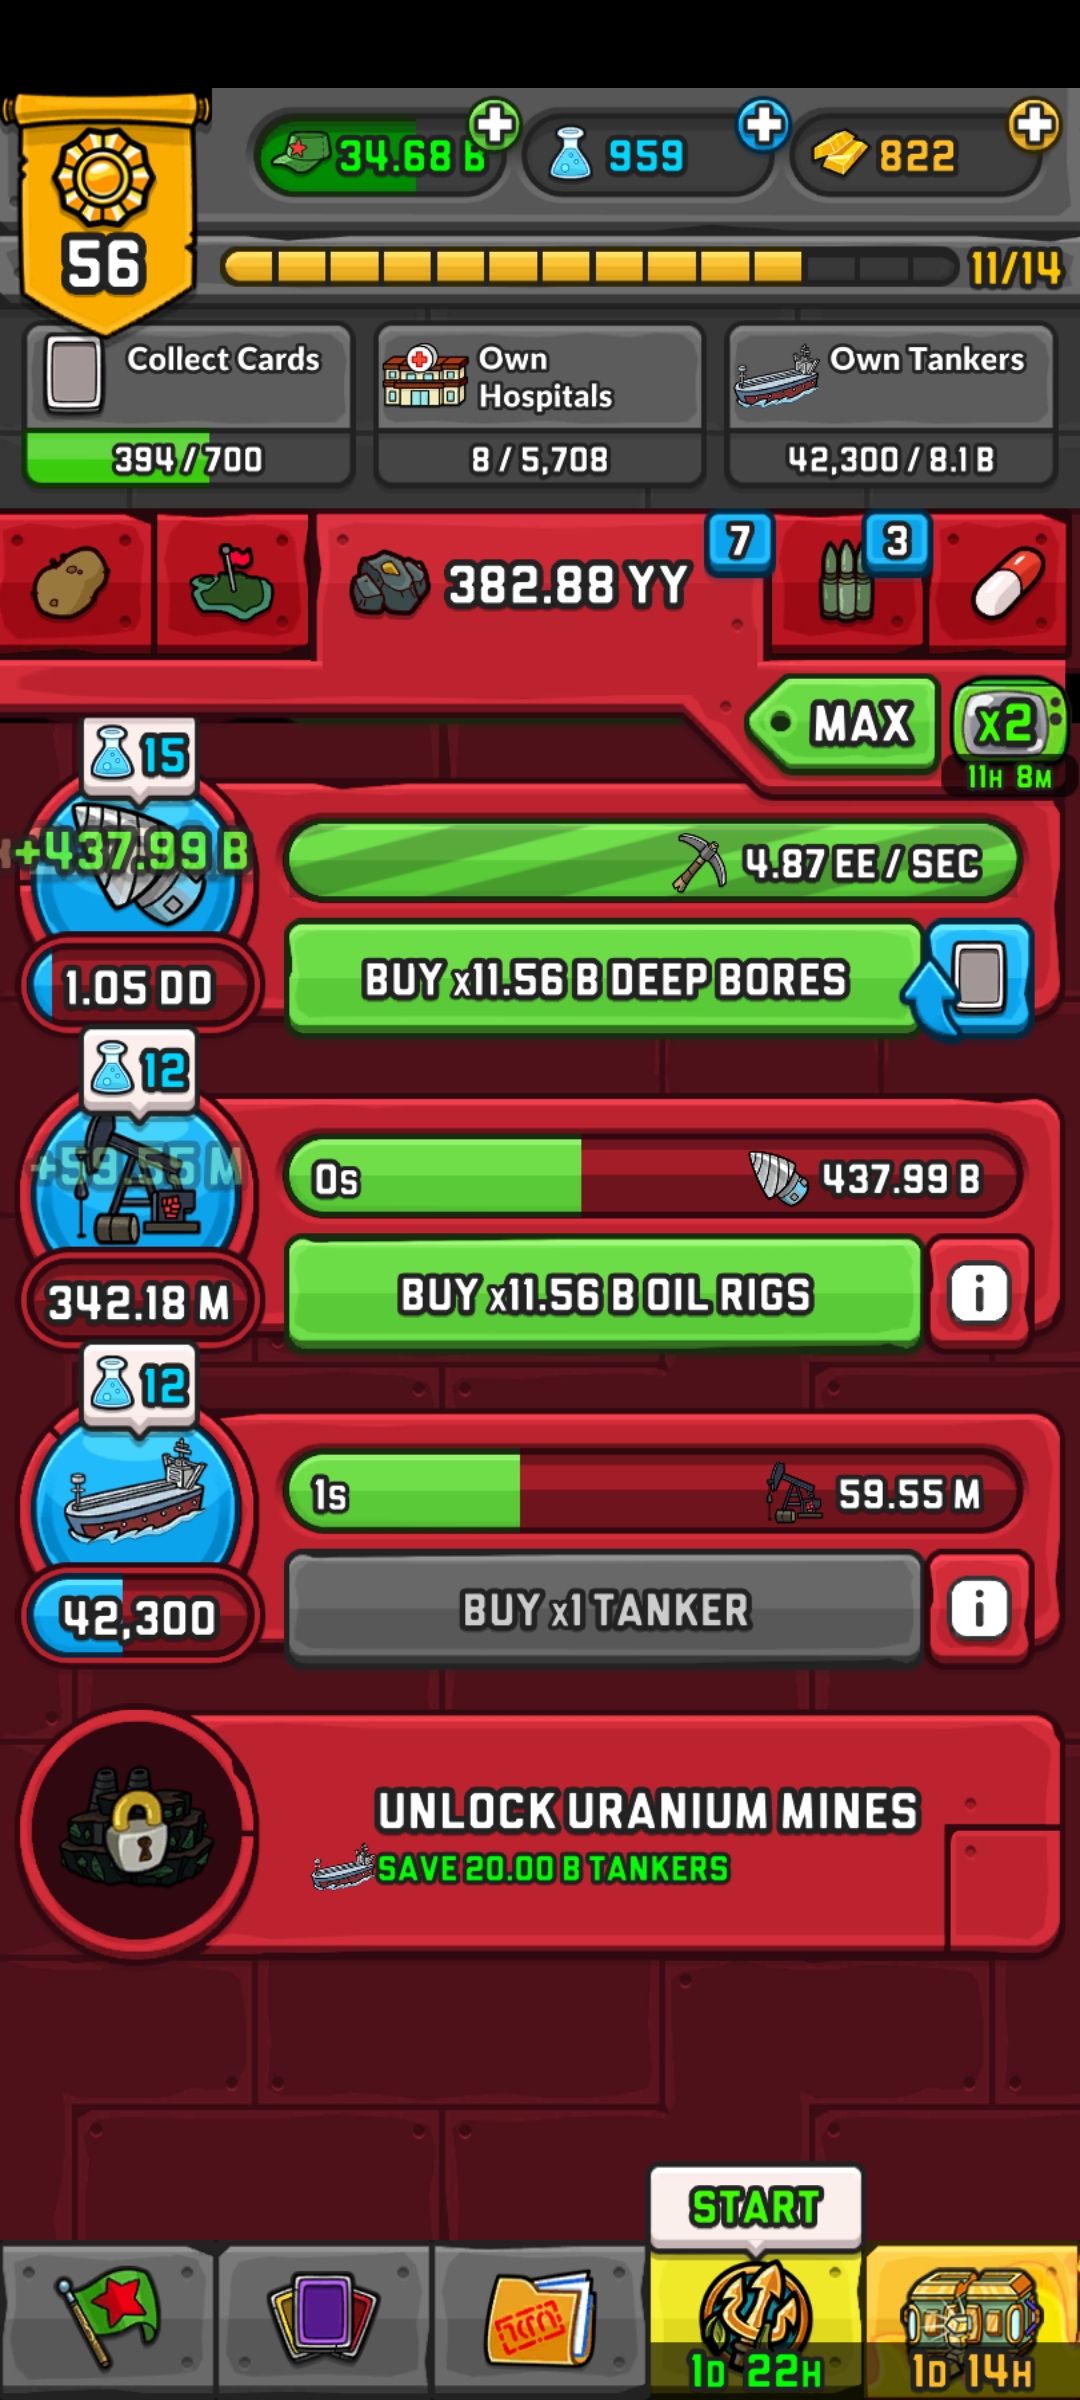 34.68 B
959
822
56
11/14
Collect Cards
394/700
Own
Hospitals
8/5,708
Own Tankers
42,300/8.1 B
382.88 YY
7
3
MAX
x2
11H 8M
15
+437.99 B
4.87 EE/SEC
1.05 DD
BUY x11.56 B DEEP BORES
12
+59.55 M
0s
437.99 B
342.18 M
BUY x11.56 B OIL RIGS
i
12
1s
59.55 M
42,300
BUY x1 TANKER
i
UNLOCK URANIUM MINES
SAVE 20.00 B TANKERS
START
1D 22H
1D 14H